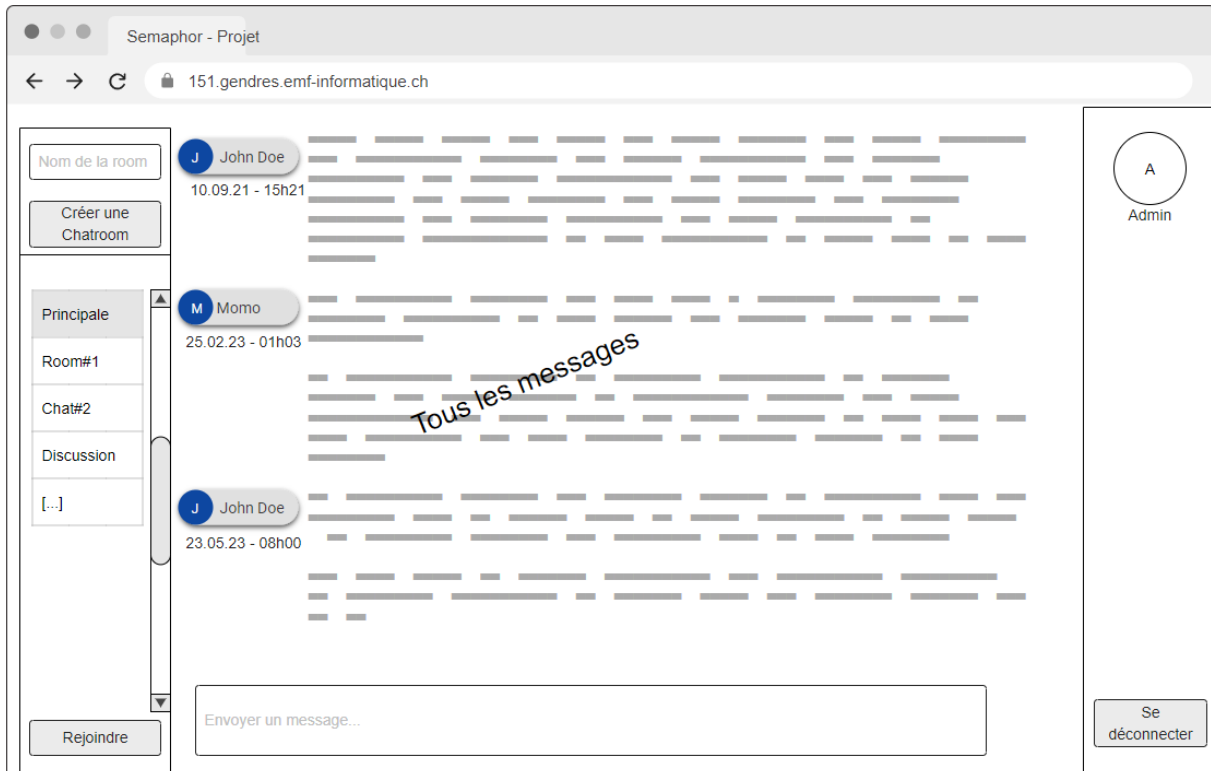 Semaphor - Projet
151.gendres.emf-informatique.ch
Nom de la room
Créer une
Chatroom
Principale
Room#1
Chat#2
Discussion
[...]
Rejoindre
J John Doe
10.09.21 - 15h21
M Momo
25.02.23 - 01h03
Tous les messages
J John Doe
23.05.23 - 08h00
Envoyer un message...
A
Admin
Se
déconnecter